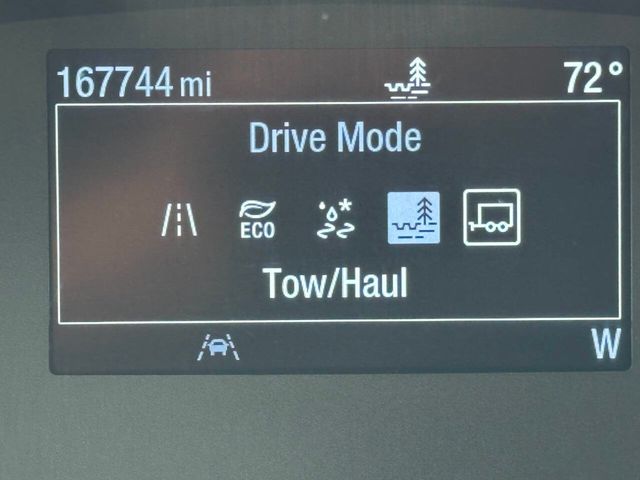 167744 mi 72°
Drive Mode
ECO
Tow/Haul
W